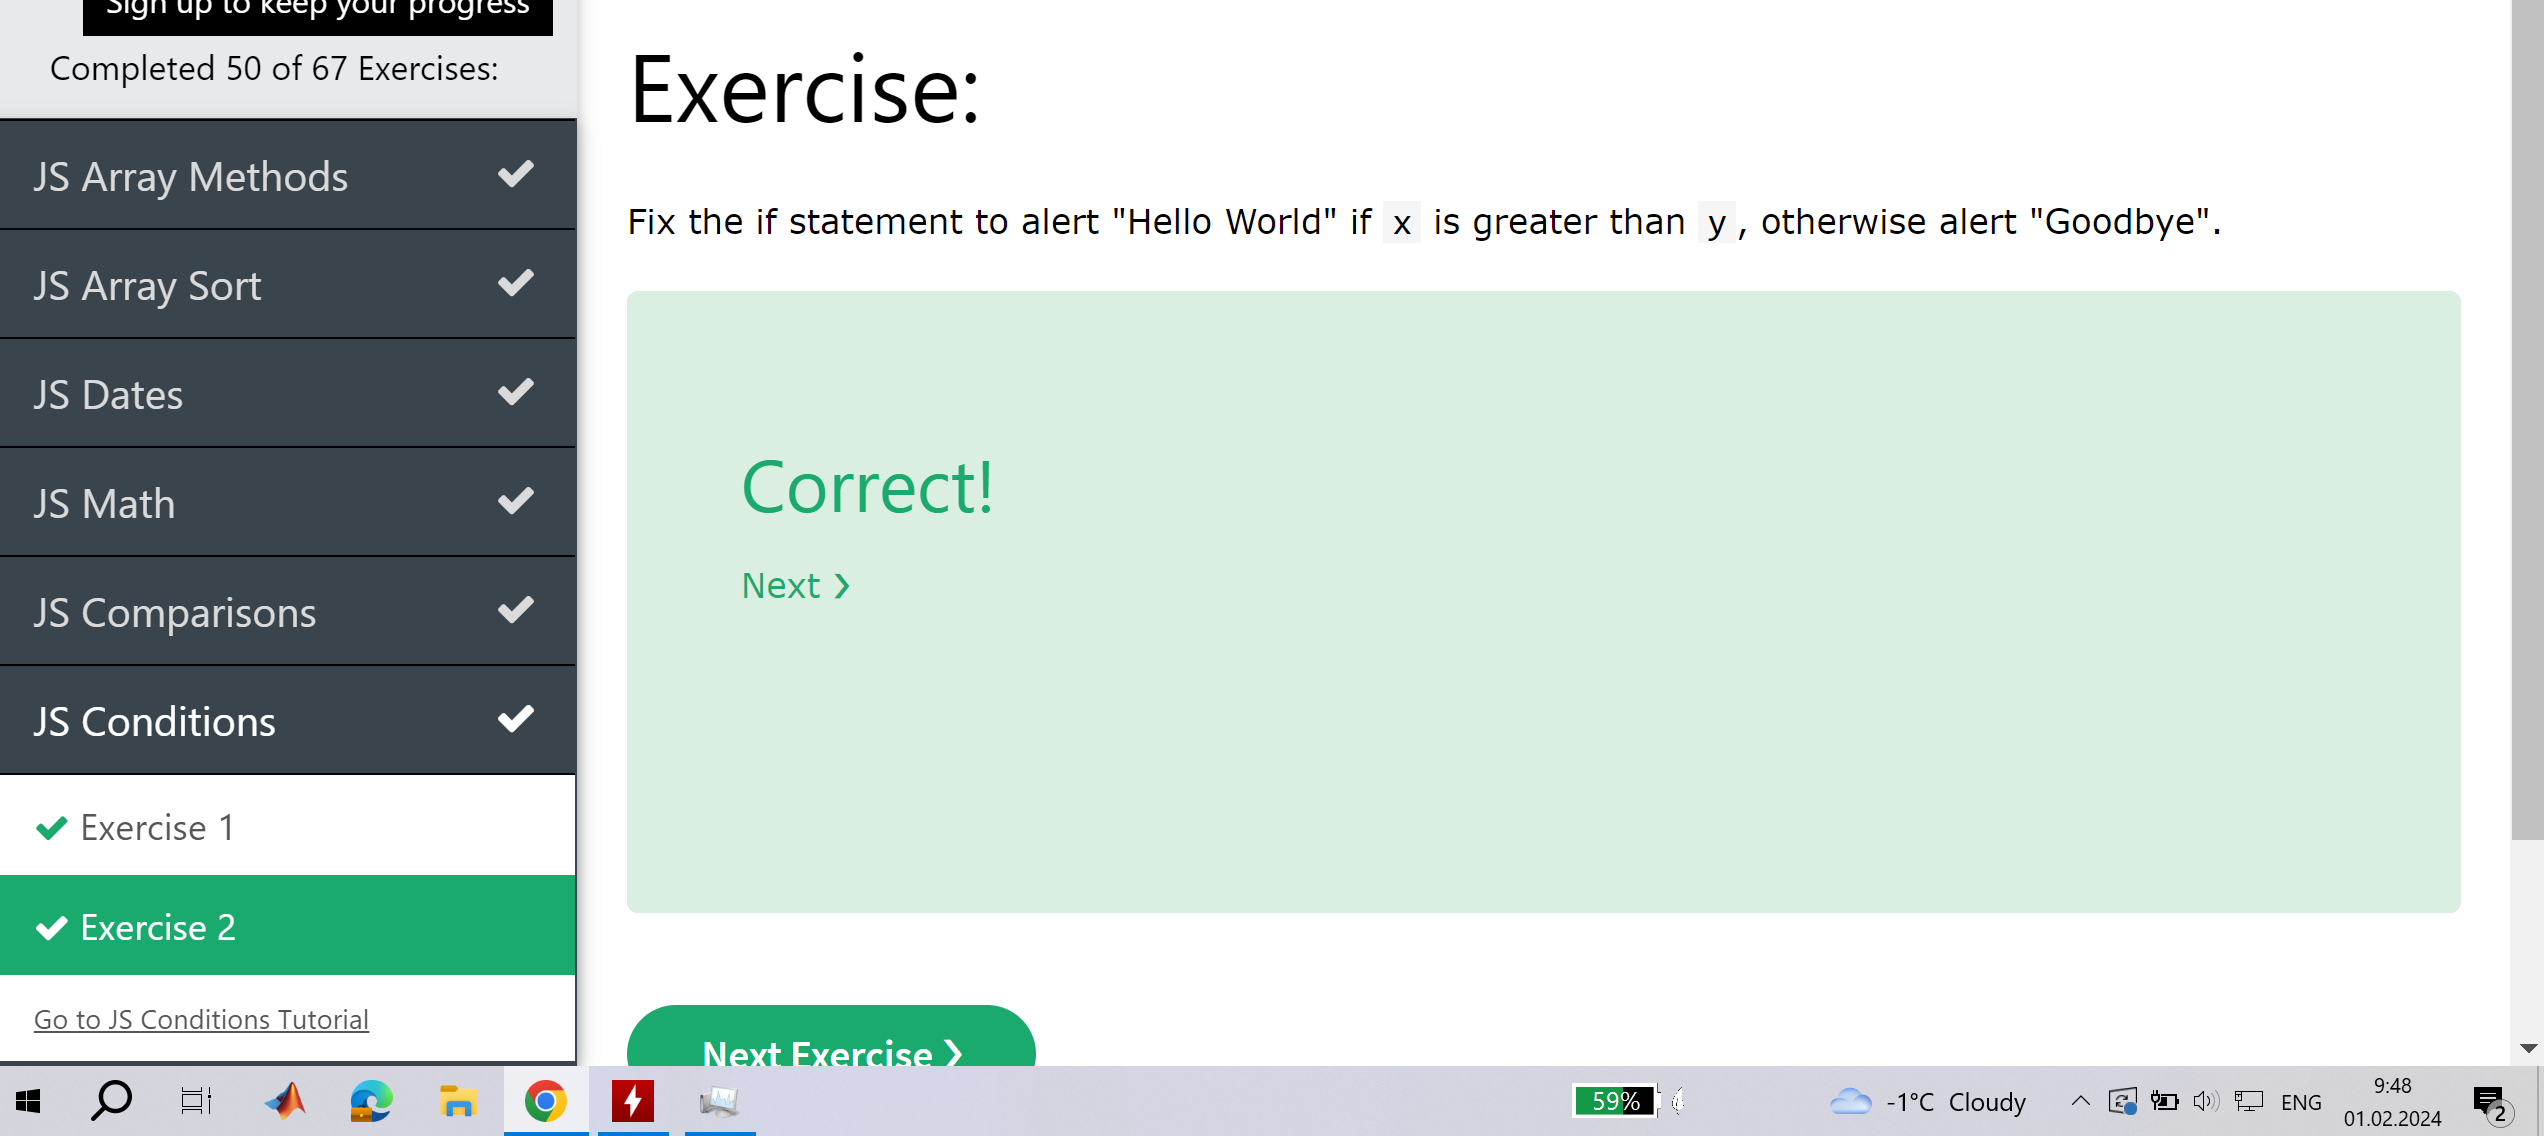 Sign up to keep your progress
Completed 50 of 67 Exercises:
JS Array Methods
JS Array Sort
JS Dates
JS Math
JS Comparisons
JS Conditions
Exercise 1
Exercise 2
Go to JS Conditions Tutorial
Exercise:
Fix the if statement to alert "Hello World" if x is greater than y, otherwise alert "Goodbye".
Correct!
Next ❯
Next Exercise ❯
59%
-1°C Cloudy
ENG
9:48
01.02.2024
2